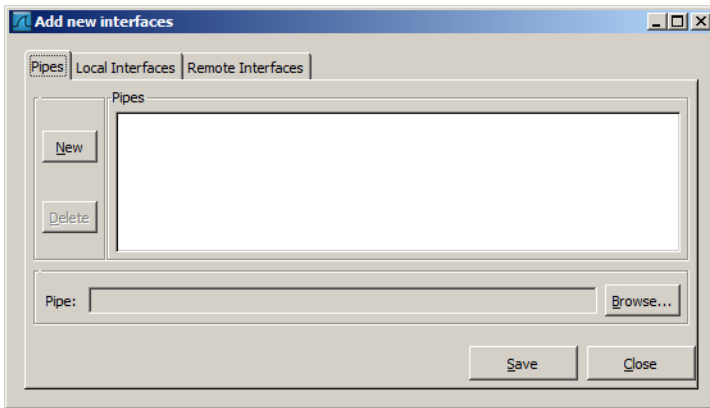 Add new interfaces
Pipes Local Interfaces Remote Interfaces
Pipes
New
Delete
Pipe: Browse...
Save Close